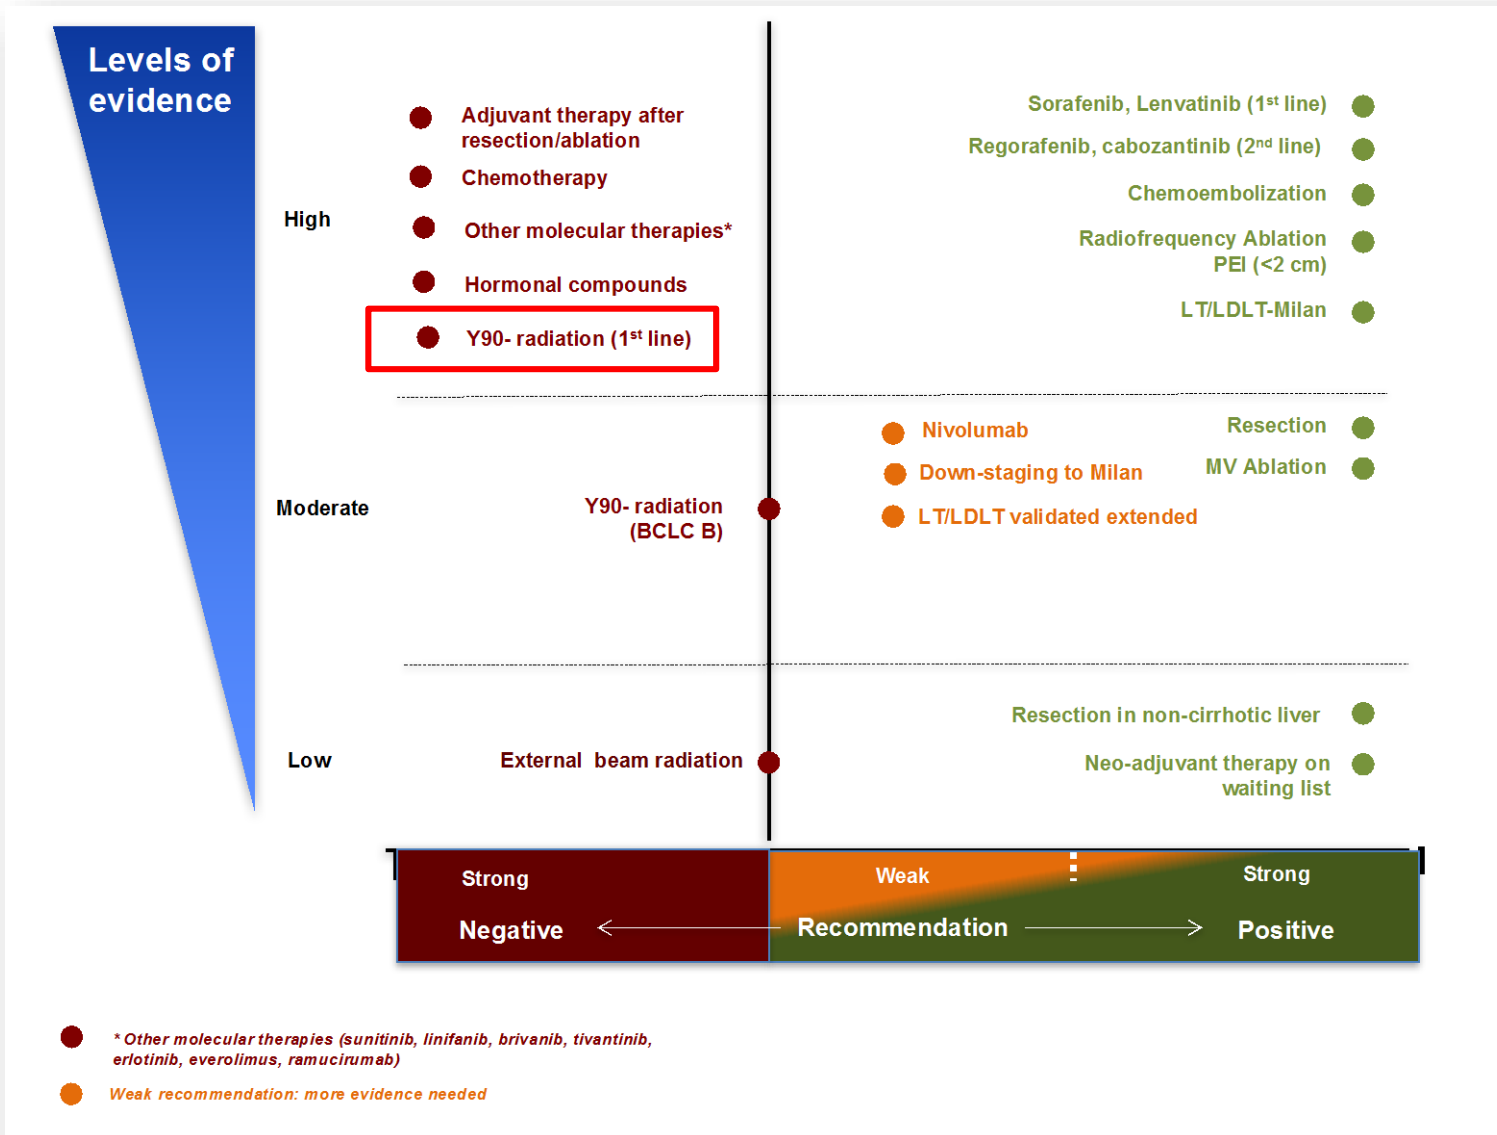 Levels of
evidence
High
Adjuvant therapy after
resection/ablation
Chemotherapy
Other molecular therapies*
Hormonal compounds
Y90- radiation (1st line)
Sorafenib, Lenvatinib (1st line)
Regorafenib, cabozantinib (2nd line)
Chemoembolization
Radiofrequency Ablation
PEI (<2 cm)
LT/LDLT-Milan
Moderate
Y90- radiation
(BCLC B)
Nivolumab
Down-staging to Milan
LT/LDLT validated extended
Resection
MV Ablation
Low
External beam radiation
Resection in non-cirrhotic liver
Neo-adjuvant therapy on
waiting list
Strong
Weak
Strong
Negative
Recommendation
Positive
* Other molecular therapies (sunitinib, linifanib, brivanib, tivantinib,
erlotinib, everolimus, ramucirumab)
Weak recommendation: more evidence needed